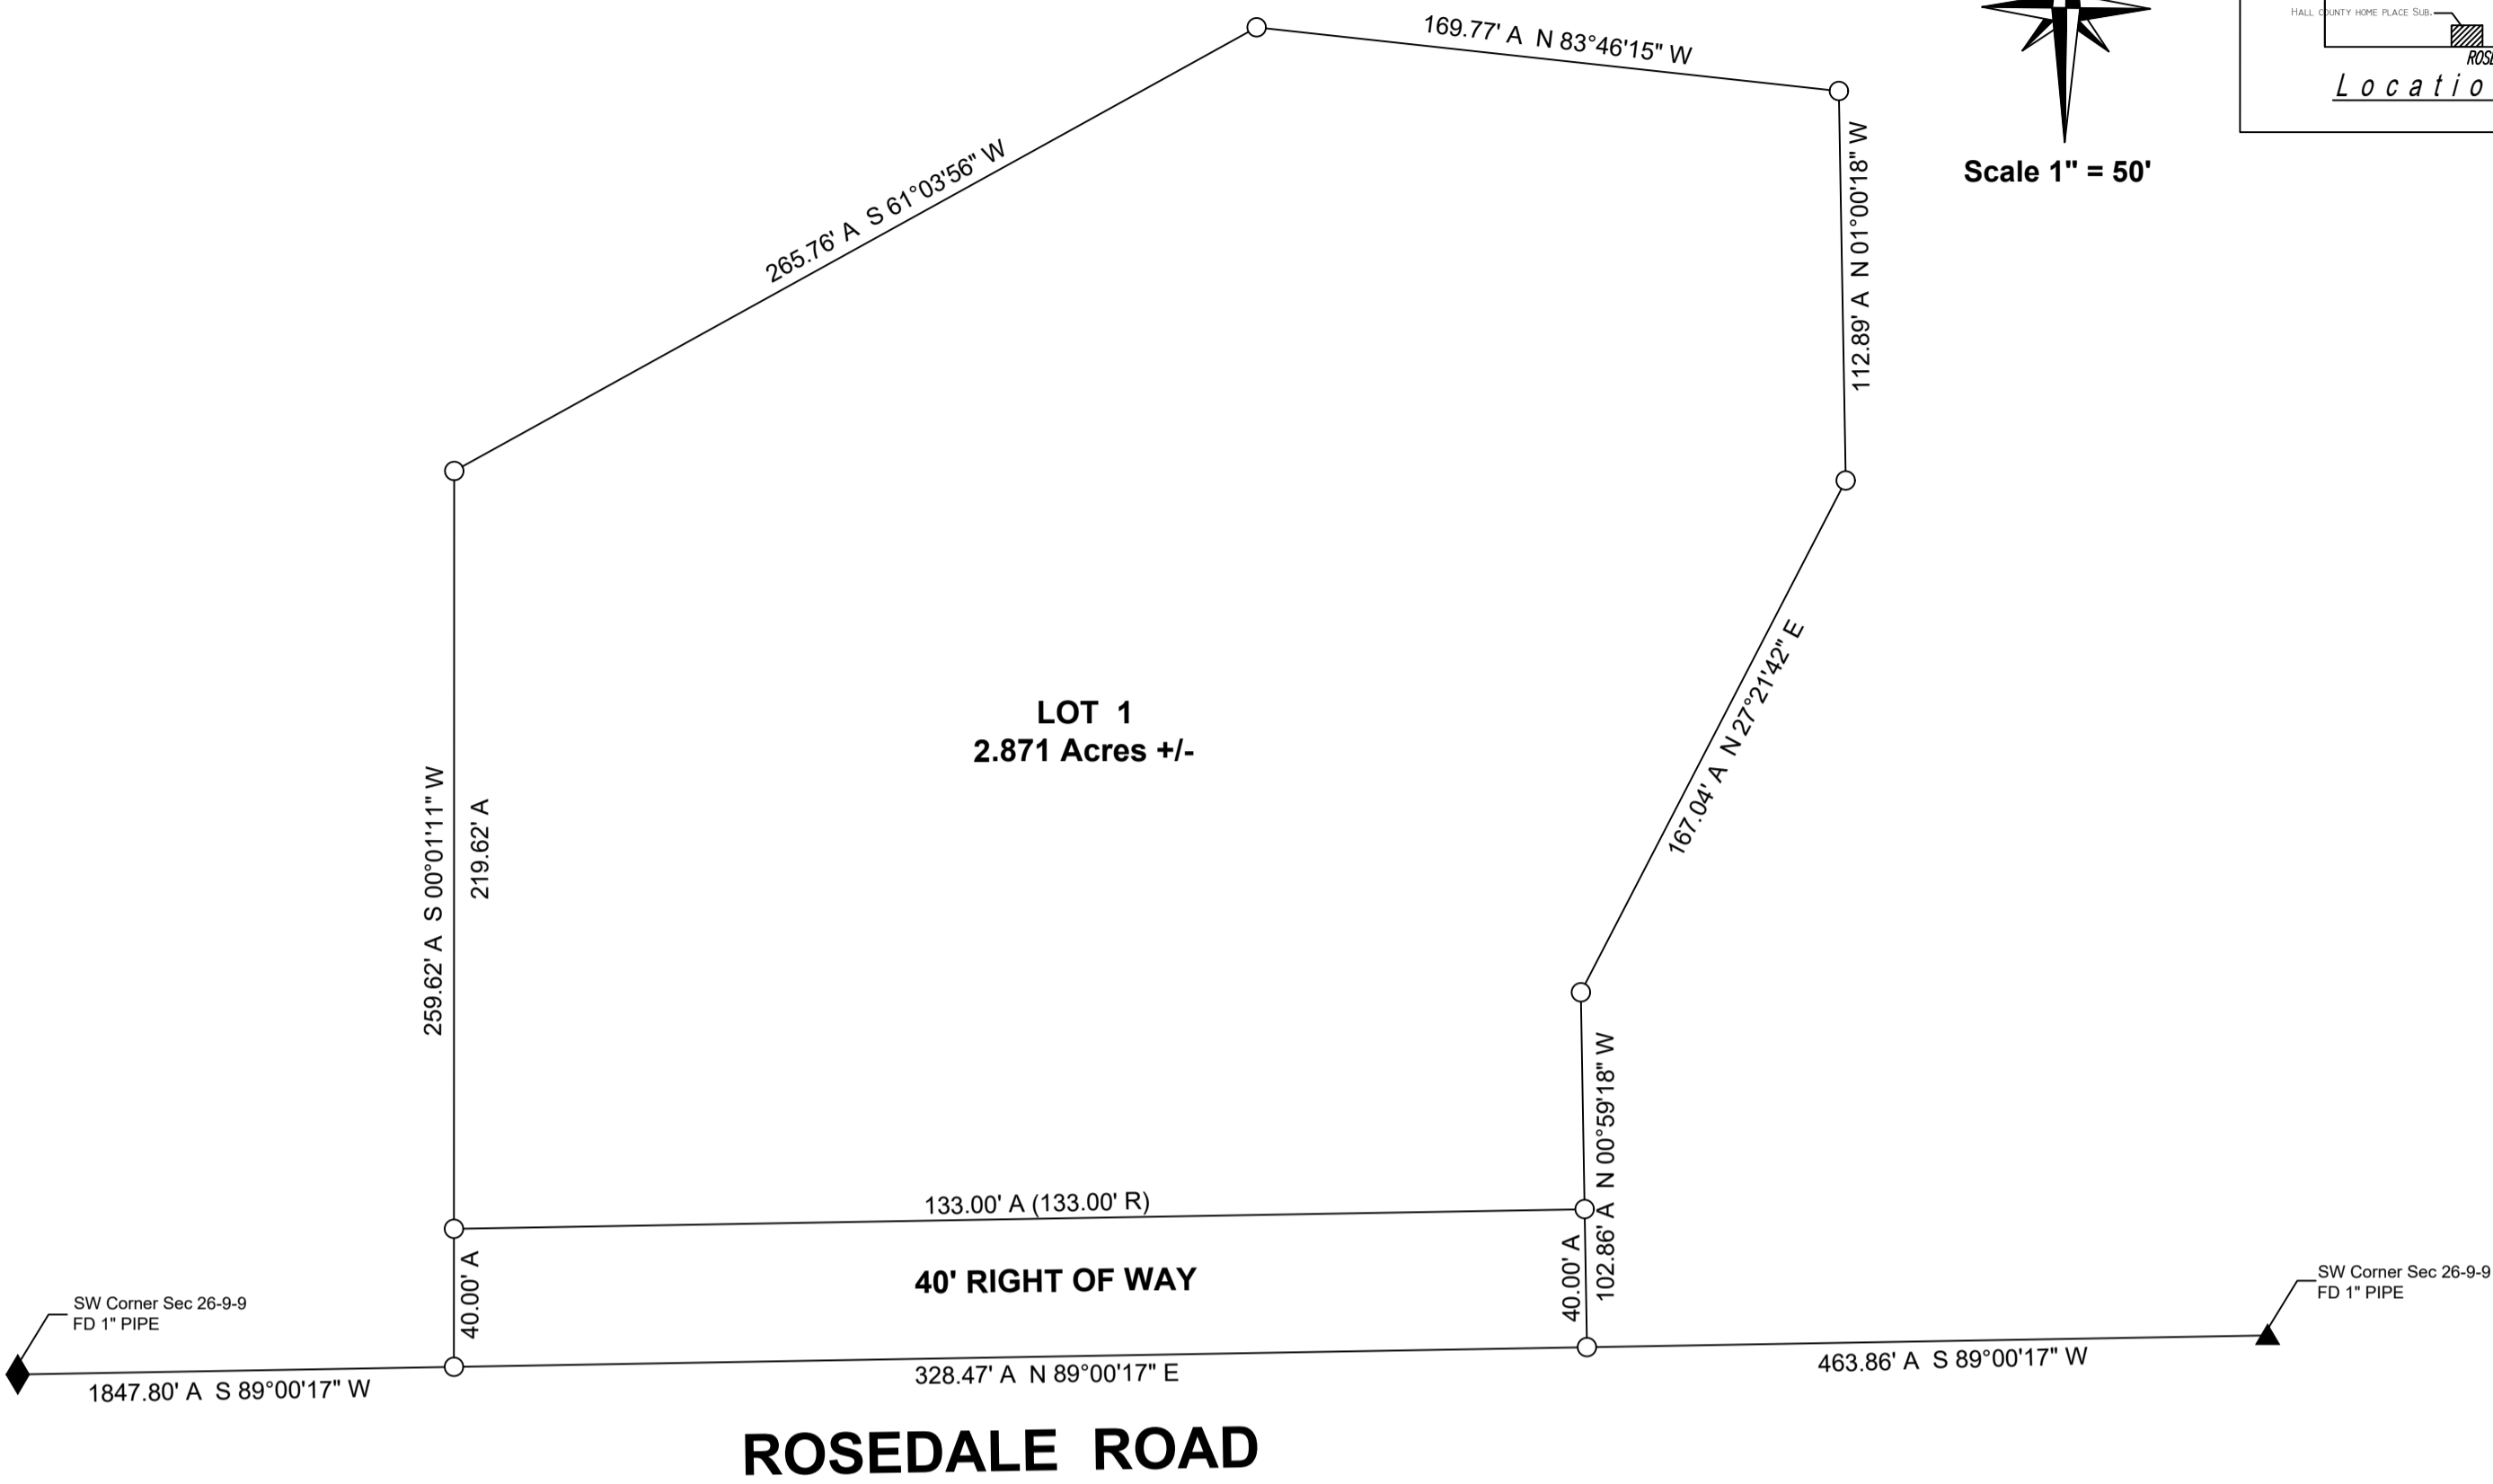 HALL COUNTY HOME PLACE SUB.
169.77' A N 83°46'15" W
265.76' A S 61°03'56" W
112.89' A N 01°00'18" W
Scale 1" = 50'
167.04' A N 27°21'42" E
LOT 1
2.871 Acres +/-
259.62' A S 00°01'11" W
219.62' A
102.86' A N 00°59'18" W
133.00' A (133.00' R)
40' RIGHT OF WAY
40.00' A
40.00' A
SW Corner Sec 26-9-9
FD 1" PIPE
SW Corner Sec 26-9-9
FD 1" PIPE
1847.80' A S 89°00'17" W
328.47' A N 89°00'17" E
463.86' A S 89°00'17" W
ROSEDALE ROAD